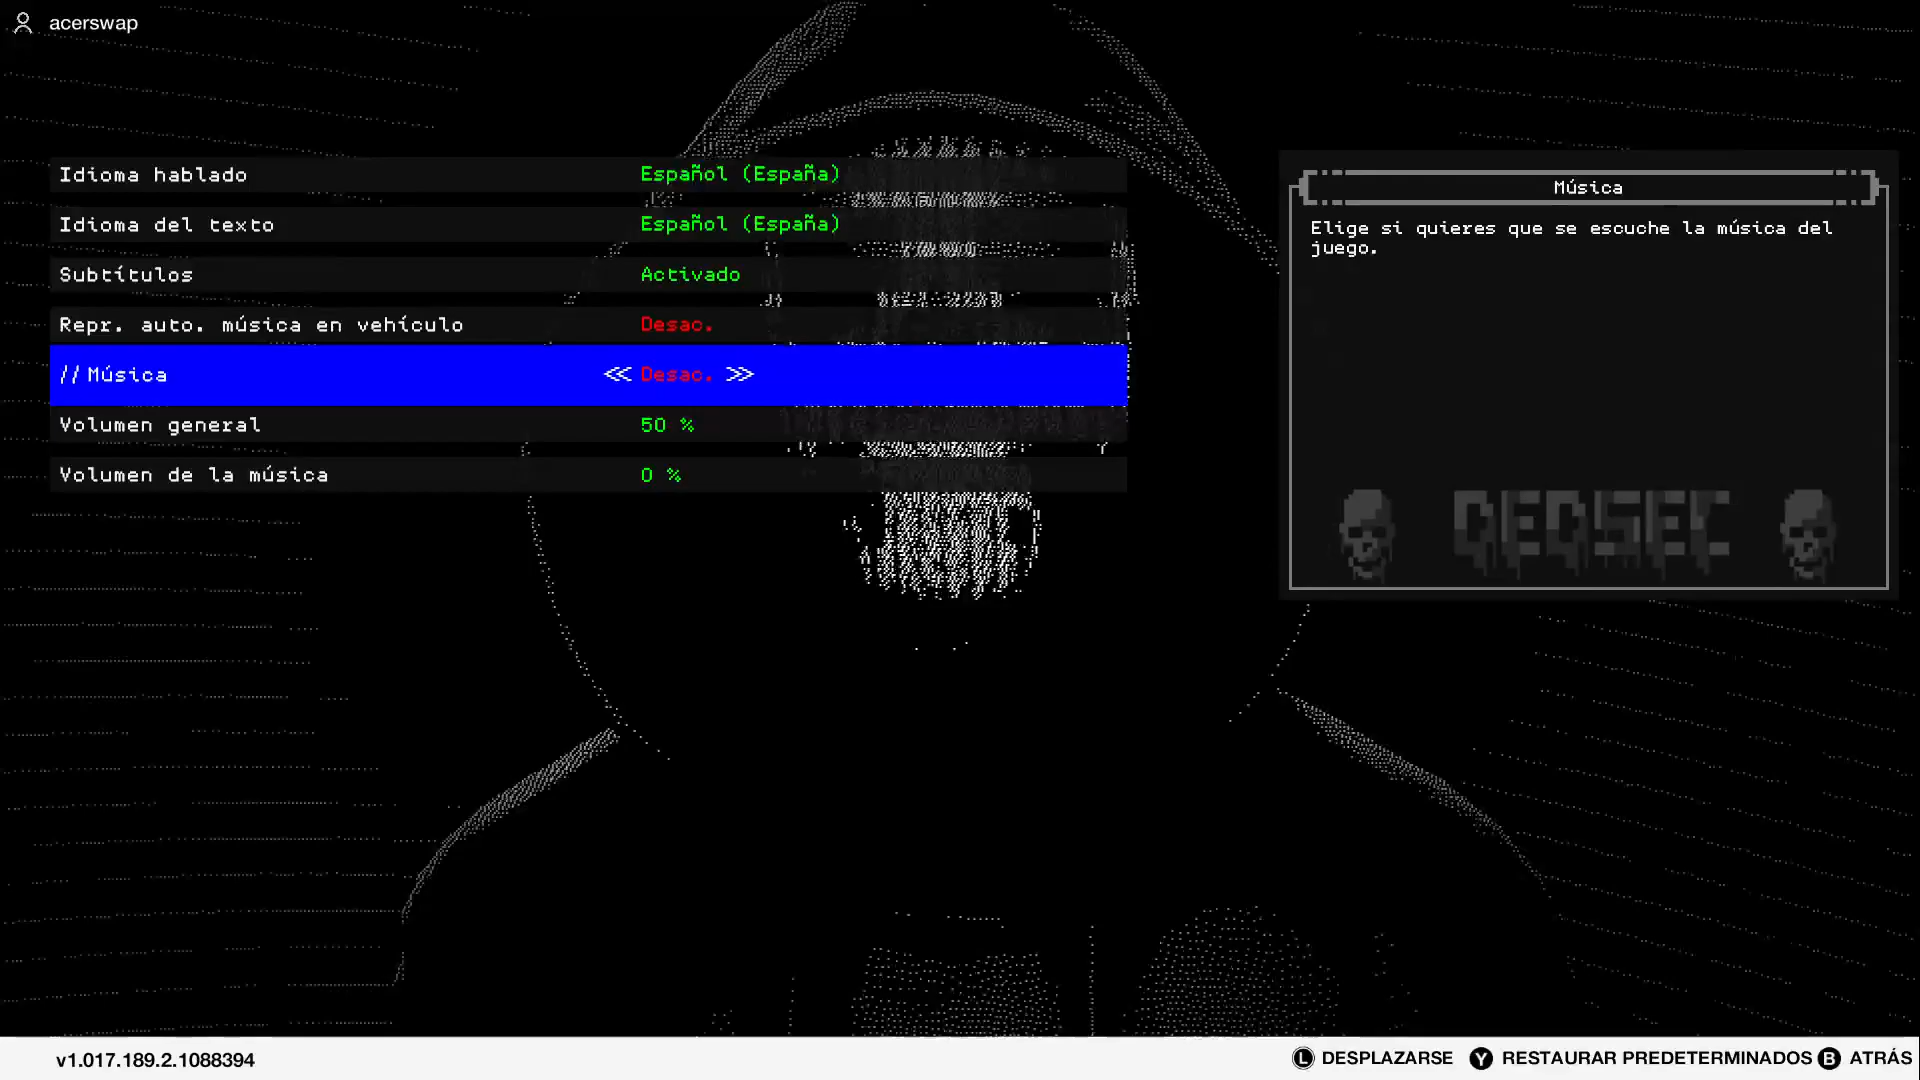 acerswap
Idioma hablado Español (España)
Idioma del texto Español (España)
Subtítulos Activado
Repr. auto. música en vehículo Desac.
//Música << Desac. >>
Volumen general 50 %
Volumen de la música 0 %
Música
Elige si quieres que se escuche la música del
juego.
DEDSEC
v1.017.189.2.1088394
L DESPLAZARSE Y RESTAURAR PREDETERMINADOS B ATRÁS